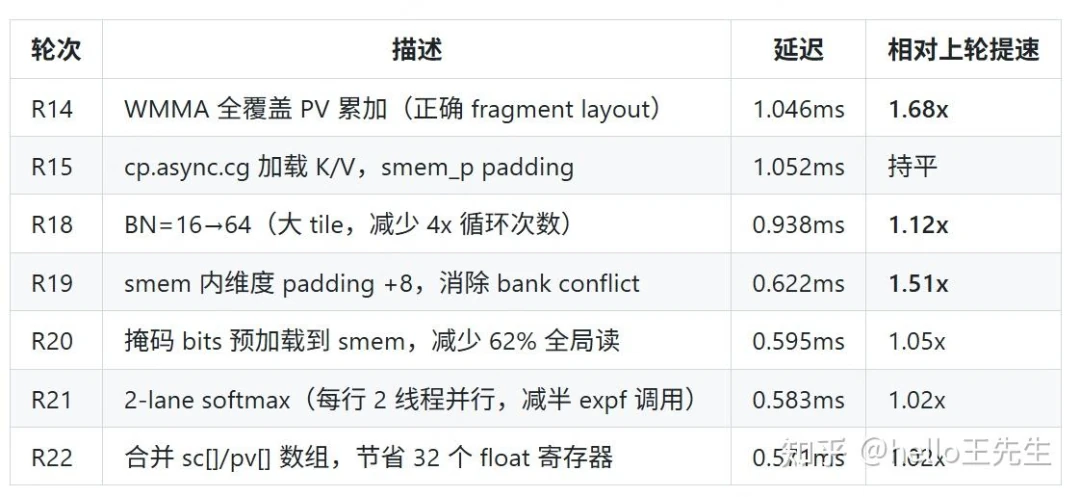 轮次 描述 延迟 相对上轮提速
R14 WMMA 全覆盖 PV 累加（正确 fragment layout） 1.046ms 1.68x
R15 cp.async.cg 加载 K/V，smem_p padding 1.052ms 持平
R18 BN=16→64（大 tile，减少 4x 循环次数） 0.938ms 1.12x
R19 smem 内维度 padding +8，消除 bank conflict 0.622ms 1.51x
R20 掩码 bits 预加载到 smem，减少 62% 全局读 0.595ms 1.05x
R21 2-lane softmax（每行 2 线程并行，减半 expf 调用） 0.583ms 1.02x
R22 合并 sc[]/pv[] 数组，节省 32 个 float 寄存器 0.571ms 1.02x
知乎 @hello王先生